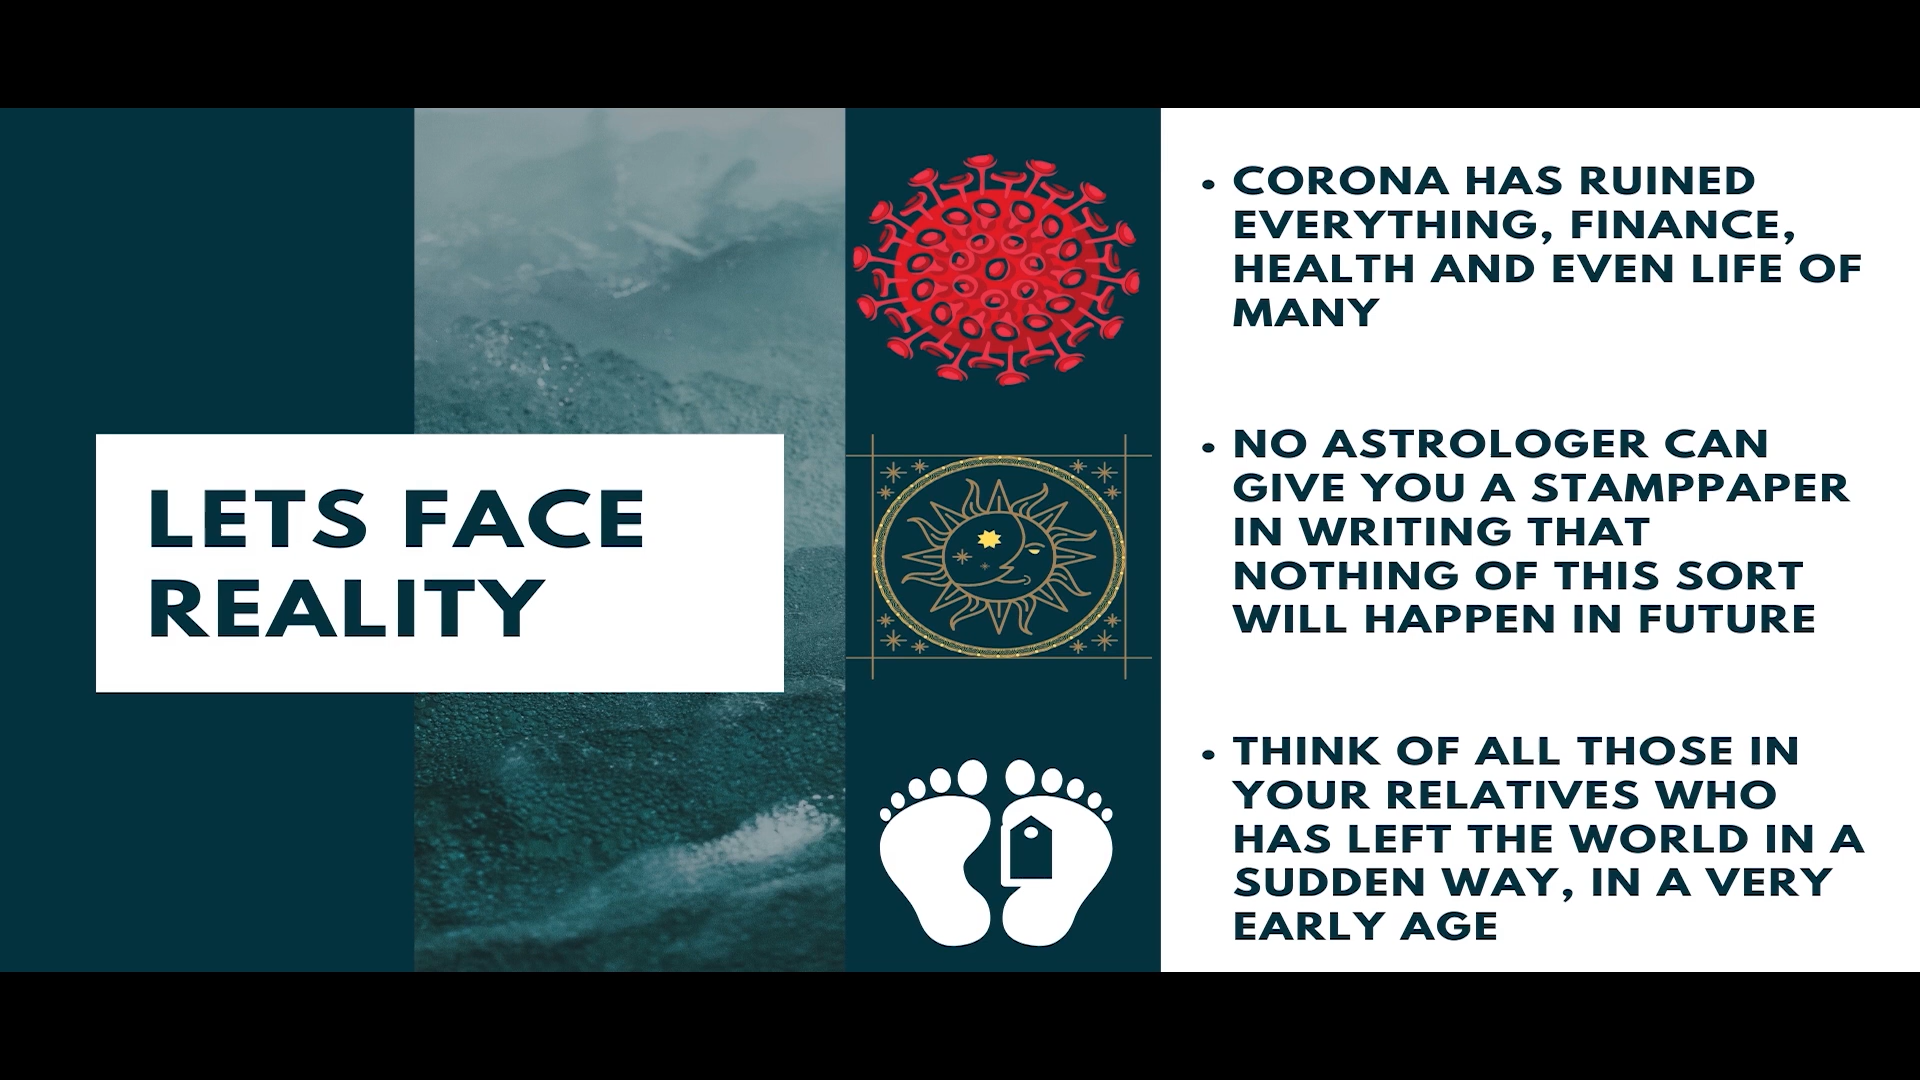 LETS FACE
REALITY
• CORONA HAS RUINED
EVERYTHING, FINANCE,
HEALTH AND EVEN LIFE OF
MANY
• NO ASTROLOGER CAN
GIVE YOU A STAMPPAPER
IN WRITING THAT
NOTHING OF THIS SORT
WILL HAPPEN IN FUTURE
• THINK OF ALL THOSE IN
YOUR RELATIVES WHO
HAS LEFT THE WORLD IN A
SUDDEN WAY, IN A VERY
EARLY AGE